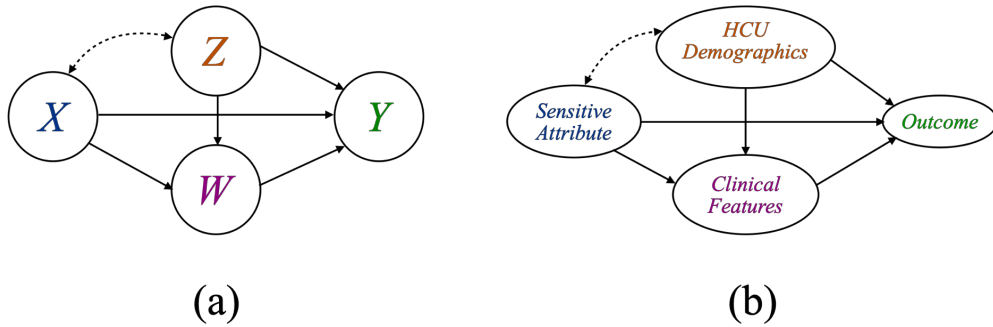 Z
X
Y
W
(a)
HCU
Demographics
Sensitive
Attribute
Outcome
Clinical
Features
(b)